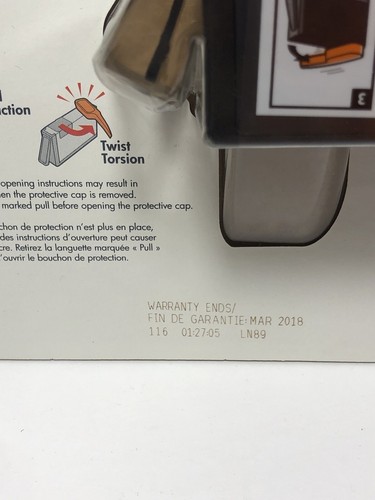 ction
Twist
Torsion
opening instructions may result in
en the protective cap is removed.
marked pull before opening the protective cap.
chon de protection n'est plus en place,
des instructions d'ouverture peut causer
cre. Retirez la languette marquée « Pull »
'ouvrir le bouchon de protection.
WARRANTY ENDS/
FIN DE GARANTIE: MAR 2018
116 01:27:05 LN89
3